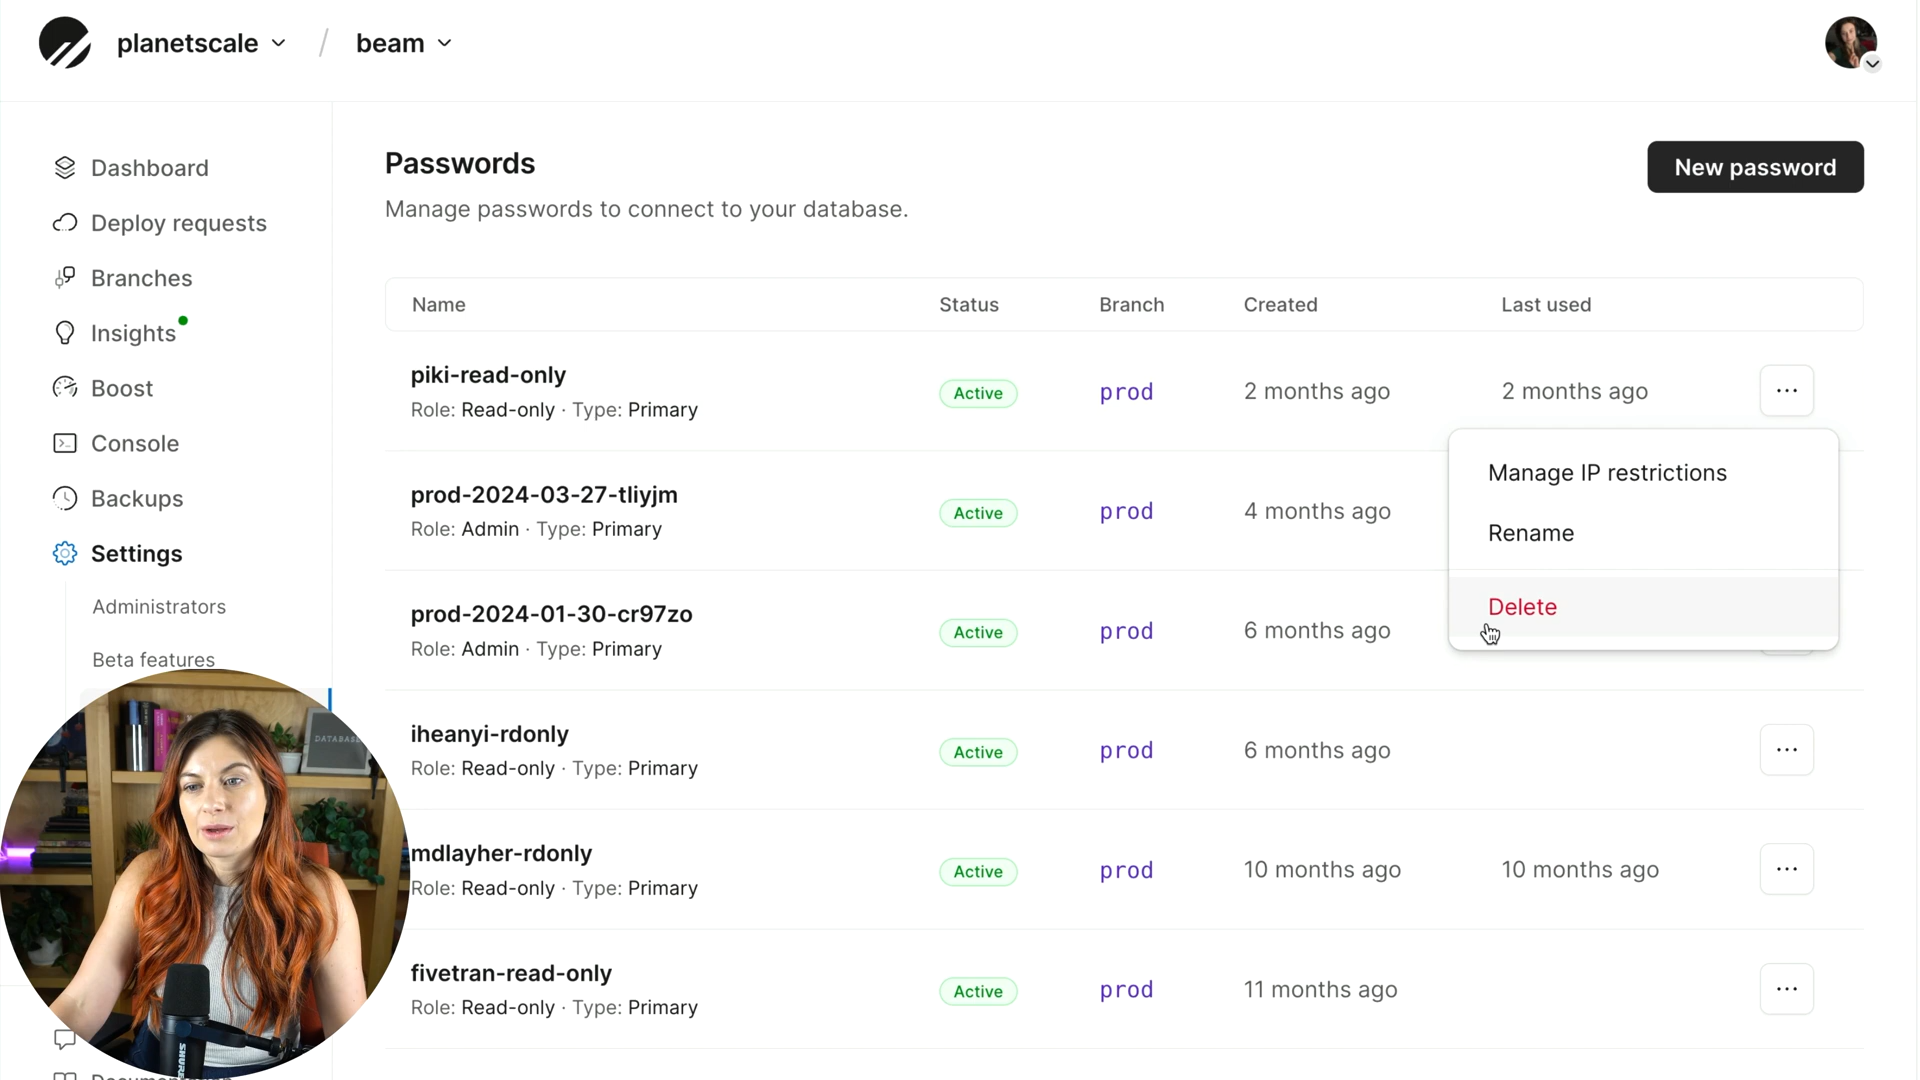 planetscale / beam
Dashboard
Deploy requests
Branches
Insights
Boost
Console
Backups
Settings
Administrators
Beta features
Passwords
Manage passwords to connect to your database.
New password
Name Status Branch Created Last used
piki-read-only
Role: Read-only · Type: Primary
Active prod 2 months ago 2 months ago
prod-2024-03-27-tliyjm
Role: Admin · Type: Primary
Active prod 4 months ago
prod-2024-01-30-cr97zo
Role: Admin · Type: Primary
Active prod 6 months ago
iheanyi-rdonly
Role: Read-only · Type: Primary
Active prod 6 months ago
mdlayher-rdonly
Role: Read-only · Type: Primary
Active prod 10 months ago 10 months ago
fivetran-read-only
Role: Read-only · Type: Primary
Active prod 11 months ago
Manage IP restrictions
Rename
Delete
DATABASE
SHURE